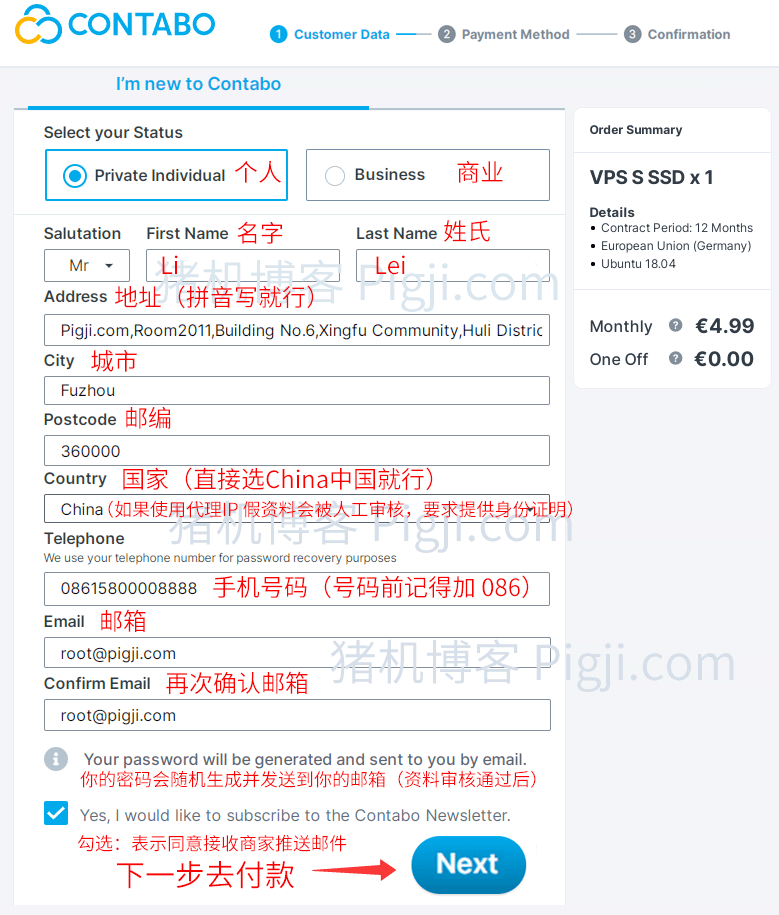 CONTABO
1 Customer Data 2 Payment Method 3 Confirmation
I'm new to Contabo
Select your Status
Private Individual 个人 Business 商业
Salutation First Name 名字 Last Name 姓氏
Mr Li Lei
猪机博客 Pigji.com
Address 地址（拼音写就行）
Pigji.com,Room2011,Building No.6,Xingfu Community,Huli Distric
City 城市
Fuzhou
Postcode 邮编
360000
Country 国家（直接选China中国就行）
China（如果使用代理IP 假资料会被人工审核，要求提供身份证明）
猪机博客 Pigji.com
Telephone
We use your telephone number for password recovery purposes
08615800008888 手机号码（号码前记得加 086）
Email 邮箱
root@pigji.com
猪机博客 Pigji.com
Confirm Email 再次确认邮箱
root@pigji.com
Your password will be generated and sent to you by email.
你的密码会随机生成并发送到你的邮箱（资料审核通过后）
Yes, I would like to subscribe to the Contabo Newsletter.
勾选：表示同意接收商家推送邮件
下一步去付款 Next
Order Summary
VPS S SSD x 1
Details
Contract Period: 12 Months
European Union (Germany)
Ubuntu 18.04
Monthly ? €4.99
One Off ? €0.00